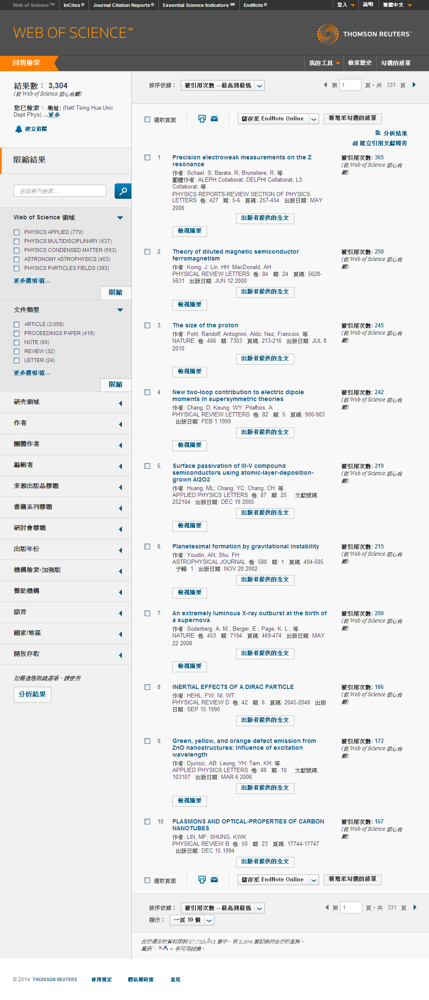 Web of Science™ InCites® Journal Citation Reports® Essential Science Indicators℠ EndNote® 登入 說明 繁體中文
WEB OF SCIENCE™
THOMSON REUTERS™
回到檢索 我的工具 檢索歷史 勾選的清單
結果數： 3,304
(從 Web of Science 核心合輯)
您已檢索： 地址: (Natl Tsing Hua Univ
Dept Phys) ...更多
建立追蹤
限縮結果
在結果內檢索...
Web of Science 領域
PHYSICS APPLIED (770)
PHYSICS MULTIDISCIPLINARY (637)
PHYSICS CONDENSED MATTER (563)
ASTRONOMY ASTROPHYSICS (453)
PHYSICS PARTICLES FIELDS (393)
更多選項/值...
限縮
文件類型
ARTICLE (3,058)
PROCEEDINGS PAPER (419)
NOTE (60)
REVIEW (32)
LETTER (24)
更多選項/值...
限縮
研究領域
作者
團體作者
編輯者
來源出版品標題
書籍系列標題
研討會標題
出版年份
機構檢索-加強版
贊助機構
語言
國家/地區
開放存取
如需進階限縮選項，請使用
分析結果
排序依據： 被引用次數 -- 最高到最低 第 1 頁，共 331 頁
選取頁面 儲存至 EndNote Online 新增至勾選的清單
分析結果
建立引用文獻報告
1. Precision electroweak measurements on the Z
resonance
作者: Schael, S; Barate, R; Bruneliere, R; 等.
團體作者: ALEPH Collaborat; DELPHI Collaborat; L3
Collaborat; 等.
PHYSICS REPORTS-REVIEW SECTION OF PHYSICS
LETTERS 卷: 427 期: 5-6 頁碼: 257-454 出版日期: MAY
2006
出版者提供的全文
檢視摘要
被引用次數: 365
(從 Web of Science 核心合
輯)
2. Theory of diluted magnetic semiconductor
ferromagnetism
作者: Konig, J; Lin, HH; MacDonald, AH
PHYSICAL REVIEW LETTERS 卷: 84 期: 24 頁碼: 5628-
5631 出版日期: JUN 12 2000
出版者提供的全文
檢視摘要
被引用次數: 250
(從 Web of Science 核心合
輯)
3. The size of the proton
作者: Pohl, Randolf; Antognini, Aldo; Nez, Francois; 等.
NATURE 卷: 466 期: 7303 頁碼: 213-216 出版日期: JUL 8
2010
出版者提供的全文
檢視摘要
被引用次數: 245
(從 Web of Science 核心合
輯)
4. New two-loop contribution to electric dipole
moments in supersymmetric theories
作者: Chang, D; Keung, WY; Pilaftsis, A
PHYSICAL REVIEW LETTERS 卷: 82 期: 5 頁碼: 900-903
出版日期: FEB 1 1999
出版者提供的全文
檢視摘要
被引用次數: 242
(從 Web of Science 核心合
輯)
5. Surface passivation of III-V compound
semiconductors using atomic-layer-deposition-
grown Al2O3
作者: Huang, ML; Chang, YC; Chang, CH; 等.
APPLIED PHYSICS LETTERS 卷: 87 期: 25 文獻號碼:
252104 出版日期: DEC 19 2005
出版者提供的全文
檢視摘要
被引用次數: 219
(從 Web of Science 核心合
輯)
6. Planetesimal formation by gravitational instability
作者: Youdin, AN; Shu, FH
ASTROPHYSICAL JOURNAL 卷: 580 期: 1 頁碼: 494-505
子輯: 1 出版日期: NOV 20 2002
出版者提供的全文
檢視摘要
被引用次數: 215
(從 Web of Science 核心合
輯)
7. An extremely luminous X-ray outburst at the birth of
a supernova
作者: Soderberg, A. M.; Berger, E.; Page, K. L.; 等.
NATURE 卷: 453 期: 7194 頁碼: 469-474 出版日期: MAY
22 2008
出版者提供的全文
檢視摘要
被引用次數: 200
(從 Web of Science 核心合
輯)
8. INERTIAL EFFECTS OF A DIRAC PARTICLE
作者: HEHL, FW; NI, WT
PHYSICAL REVIEW D 卷: 42 期: 6 頁碼: 2045-2048 出版
日期: SEP 15 1990
出版者提供的全文
被引用次數: 186
(從 Web of Science 核心合
輯)
9. Green, yellow, and orange defect emission from
ZnO nanostructures: Influence of excitation
wavelength
作者: Djurisic, AB; Leung, YH; Tam, KH; 等.
APPLIED PHYSICS LETTERS 卷: 88 期: 10 文獻號碼:
103107 出版日期: MAR 6 2006
出版者提供的全文
檢視摘要
被引用次數: 172
(從 Web of Science 核心合
輯)
10. PLASMONS AND OPTICAL-PROPERTIES OF CARBON
NANOTUBES
作者: LIN, MF; SHUNG, KWK
PHYSICAL REVIEW B 卷: 50 期: 23 頁碼: 17744-17747
出版日期: DEC 15 1994
出版者提供的全文
被引用次數: 167
(從 Web of Science 核心合
輯)
選取頁面 儲存至 EndNote Online 新增至勾選的清單
排序依據： 被引用次數 -- 最高到最低 第 1 頁，共 331 頁
顯示： 一頁 10 個
在您選定的資料限制 57,755,813 筆中，有 3,304 筆記錄符合您的查詢。
圖例： = 有可用結構。
© 2014 THOMSON REUTERS 使用規定 隱私權政策 意見